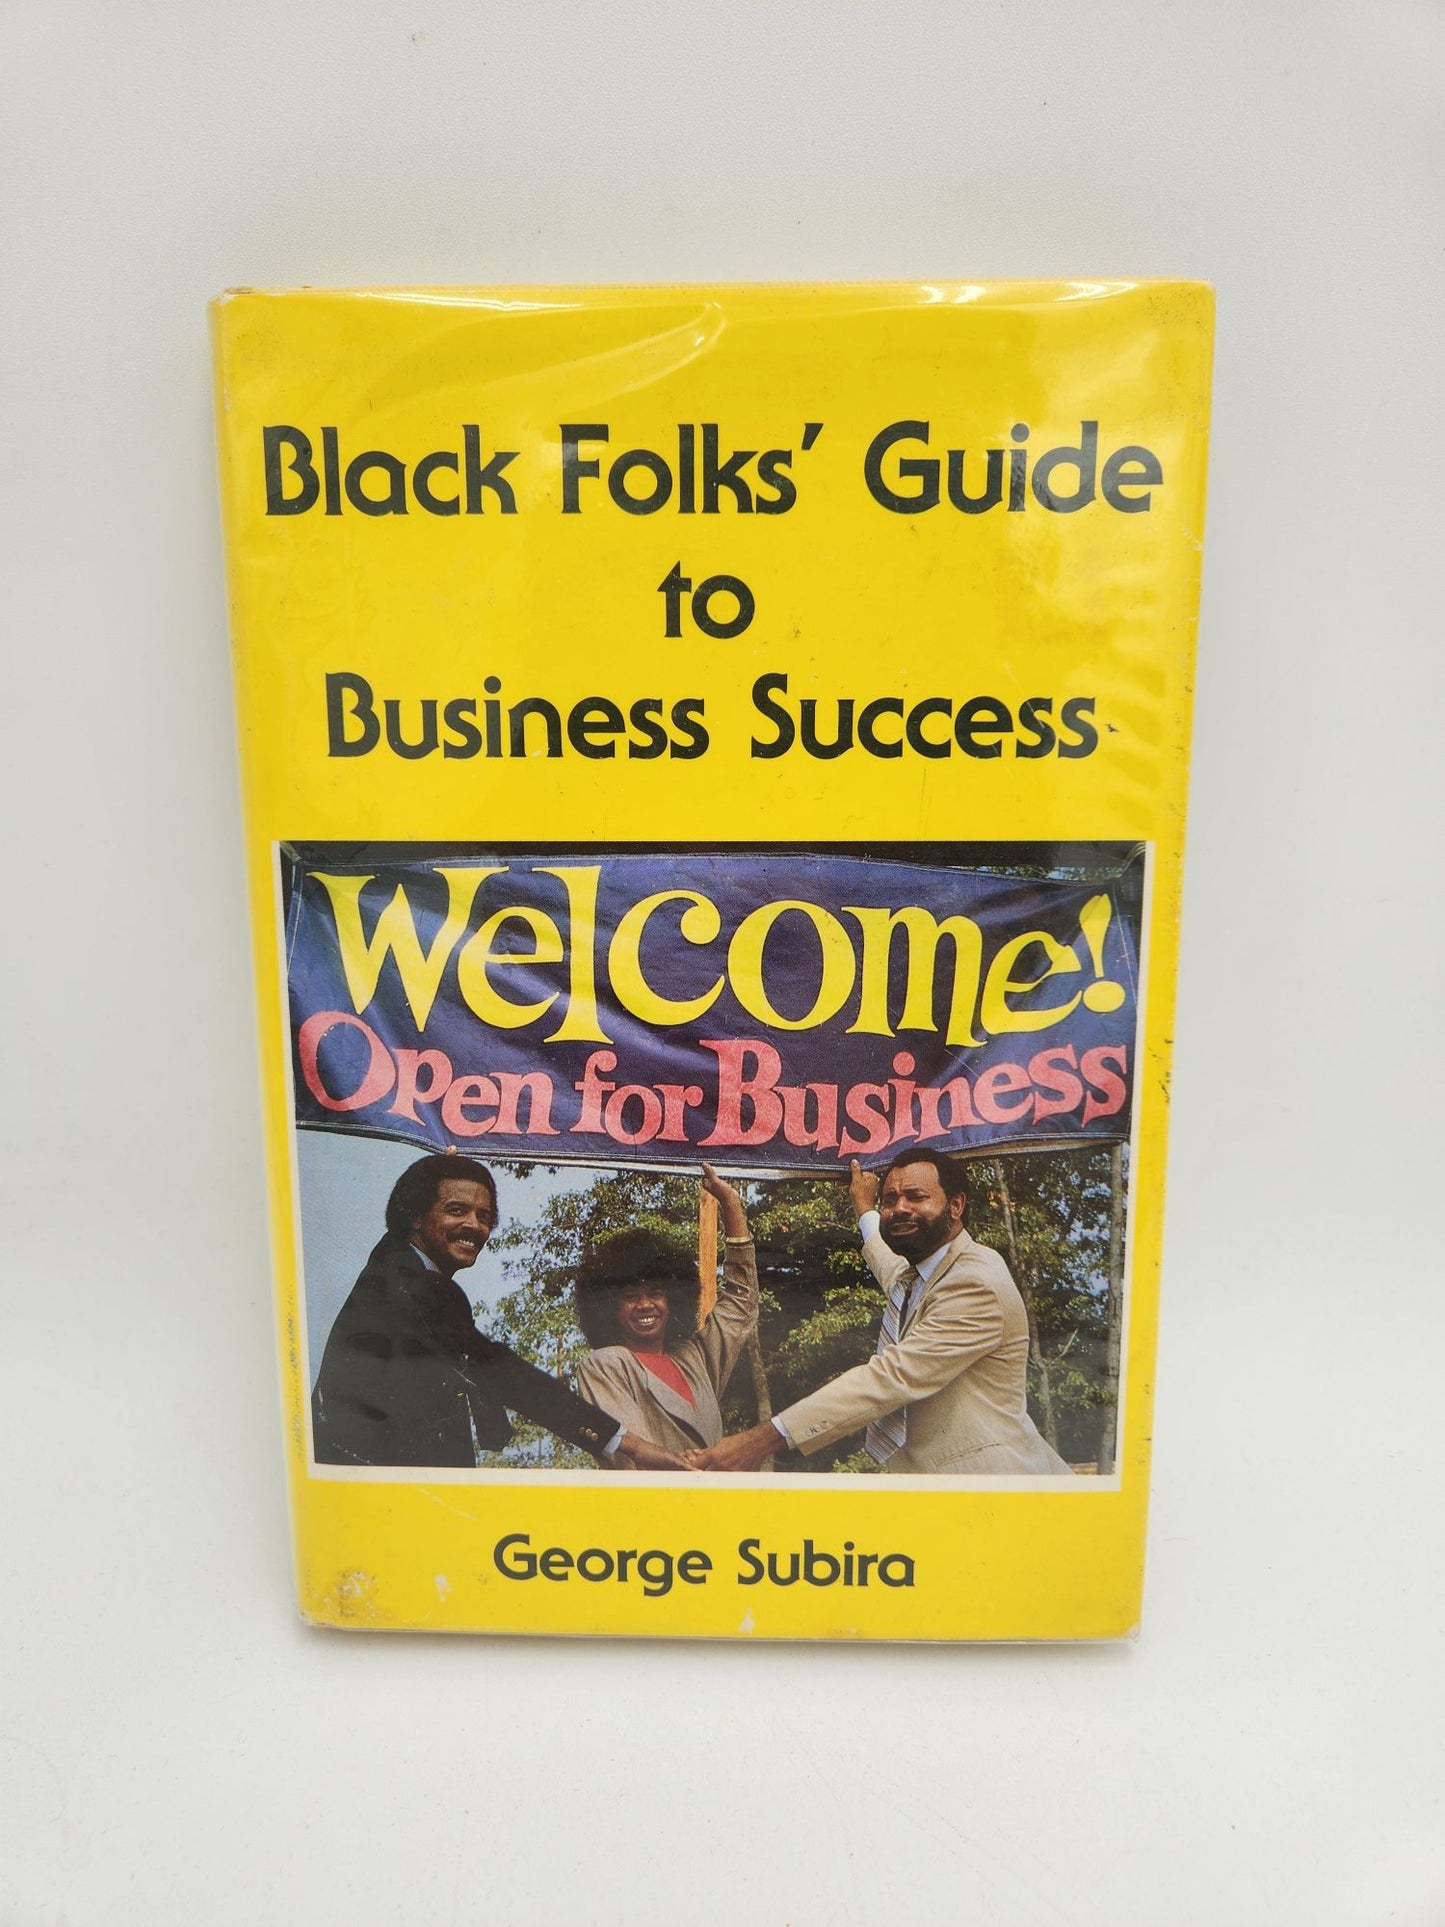 Black Folks' Guide
to
Business Success
Welcome!
Open for Business
George Subira